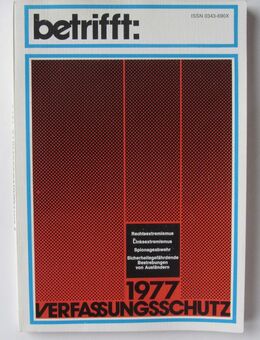 ISSN 0343-690X
betrifft:
Rechtsextremismus
Linksextremismus
Spionageabwehr
Sicherheitsgefährdende
Bestrebungen
von Ausländern
1977
VERFASSUNGSSCHUTZ